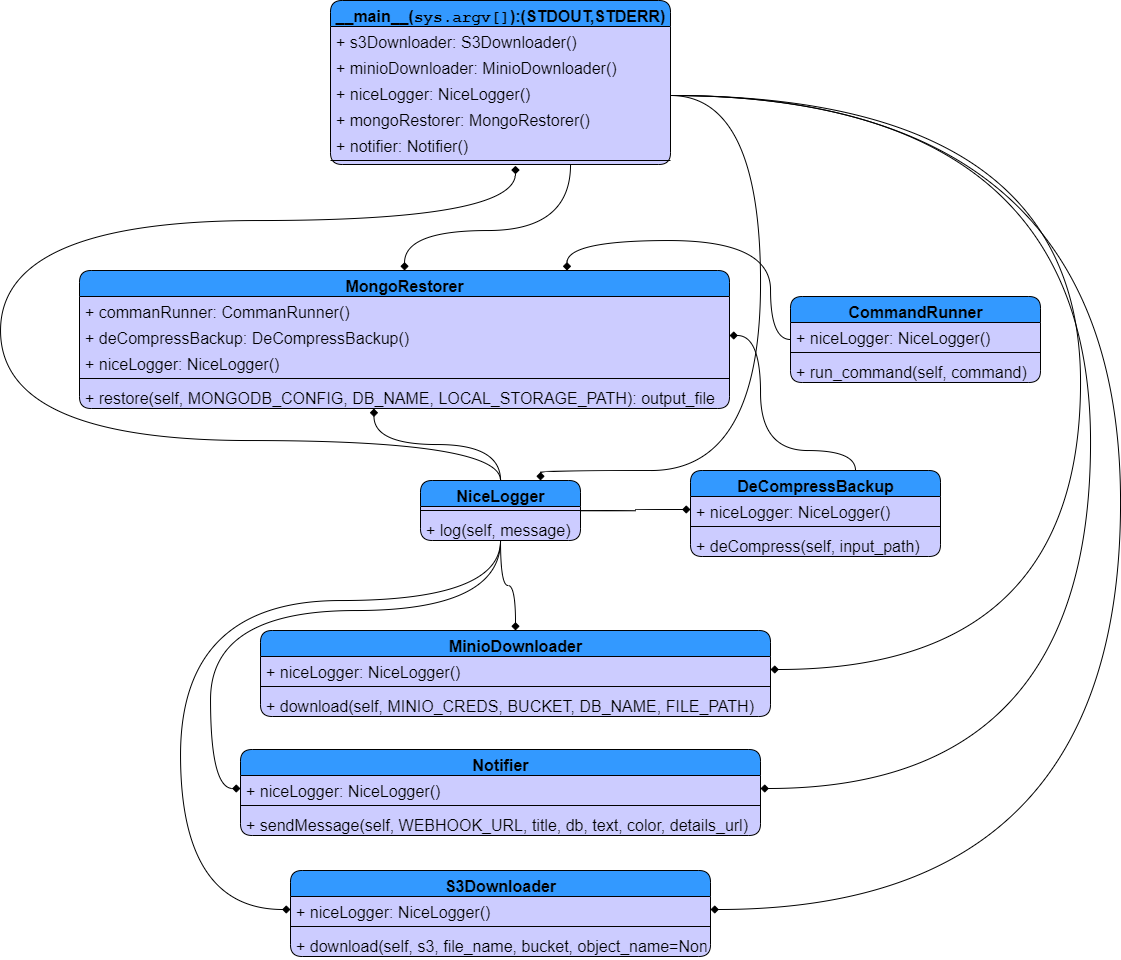 __main__(sys.argv[]):(STDOUT,STDERR)
+ s3Downloader: S3Downloader()
+ minioDownloader: MinioDownloader()
+ niceLogger: NiceLogger()
+ mongoRestorer: MongoRestorer()
+ notifier: Notifier()
MongoRestorer
+ commanRunner: CommanRunner()
+ deCompressBackup: DeCompressBackup()
+ niceLogger: NiceLogger()
+ restore(self, MONGODB_CONFIG, DB_NAME, LOCAL_STORAGE_PATH): output_file
CommandRunner
+ niceLogger: NiceLogger()
+ run_command(self, command)
NiceLogger
+ log(self, message)
DeCompressBackup
+ niceLogger: NiceLogger()
+ deCompress(self, input_path)
MinioDownloader
+ niceLogger: NiceLogger()
+ download(self, MINIO_CREDS, BUCKET, DB_NAME, FILE_PATH)
Notifier
+ niceLogger: NiceLogger()
+ sendMessage(self, WEBHOOK_URL, title, db, text, color, details_url)
S3Downloader
+ niceLogger: NiceLogger()
+ download(self, s3, file_name, bucket, object_name=Non